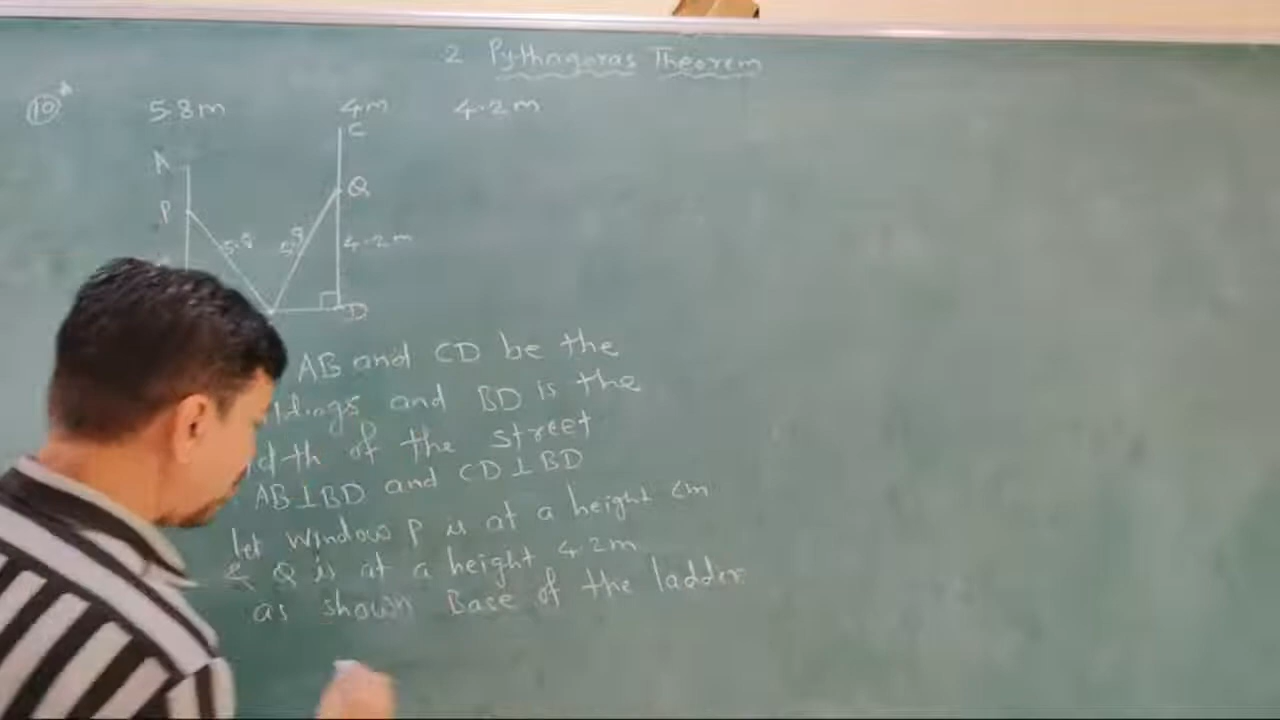 2 Pythagoras Theorem
10* 5.8m 4m 4.2m
C
A
Q
P
5.8 5.8 4.2m
D
AB and CD be the
ldings and BD is the
dth of the street
AB⊥BD and CD⊥BD
let window P is at a height 4m
& Q is at a height 4.2m
as shown Base of the ladder